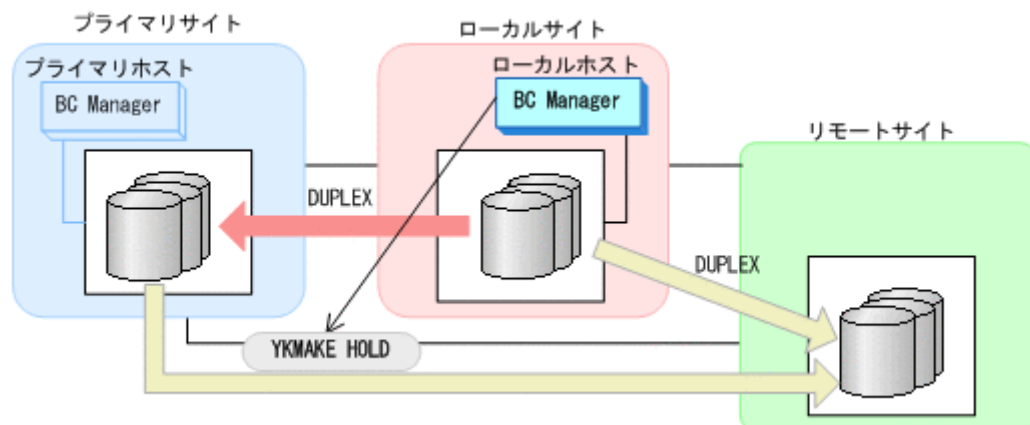 プライマリサイト
ローカルサイト
プライマリホスト
ローカルホスト
BC Manager
BC Manager
リモートサイト
DUPLEX
DUPLEX
YKMAKE HOLD